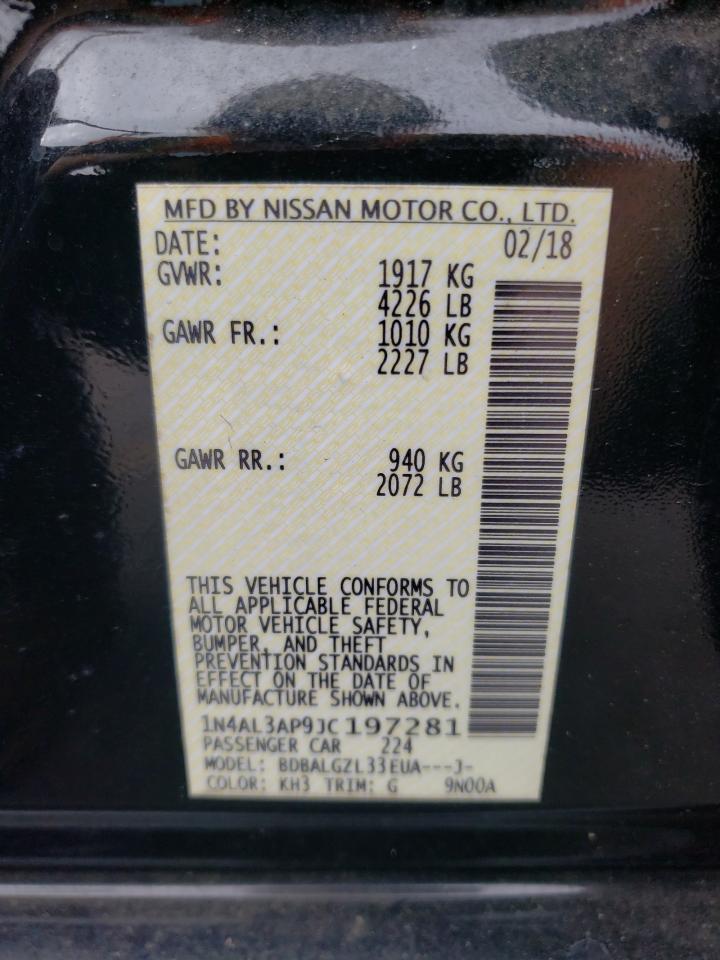 MFD BY NISSAN MOTOR CO., LTD.
DATE: 02/18
GVWR: 1917 KG
4226 LB
GAWR FR.: 1010 KG
2227 LB
GAWR RR.: 940 KG
2072 LB
THIS VEHICLE CONFORMS TO
ALL APPLICABLE FEDERAL
MOTOR VEHICLE SAFETY,
BUMPER, AND THEFT
PREVENTION STANDARDS IN
EFFECT ON THE DATE OF
MANUFACTURE SHOWN ABOVE.
1N4AL3AP9JC197281
PASSENGER CAR 224
MODEL: BDBALGZL33EUA---J-
COLOR: KH3 TRIM: G 9N00A